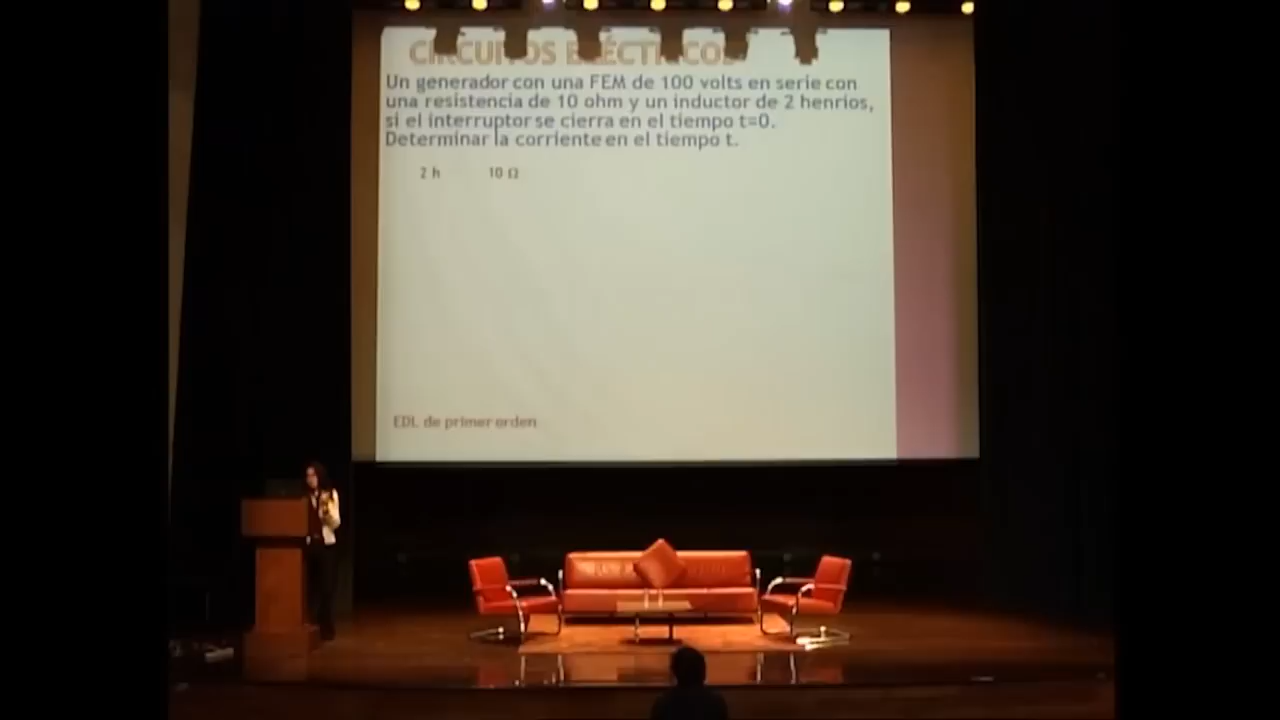 CIRCUITOS ELÉCTRICOS
Un generador con una FEM de 100 volts en serie con
una resistencia de 10 ohm y un inductor de 2 henrios,
si el interruptor se cierra en el tiempo t=0.
Determinar la corriente en el tiempo t.
2 h 10 Ω
EDL de primer orden